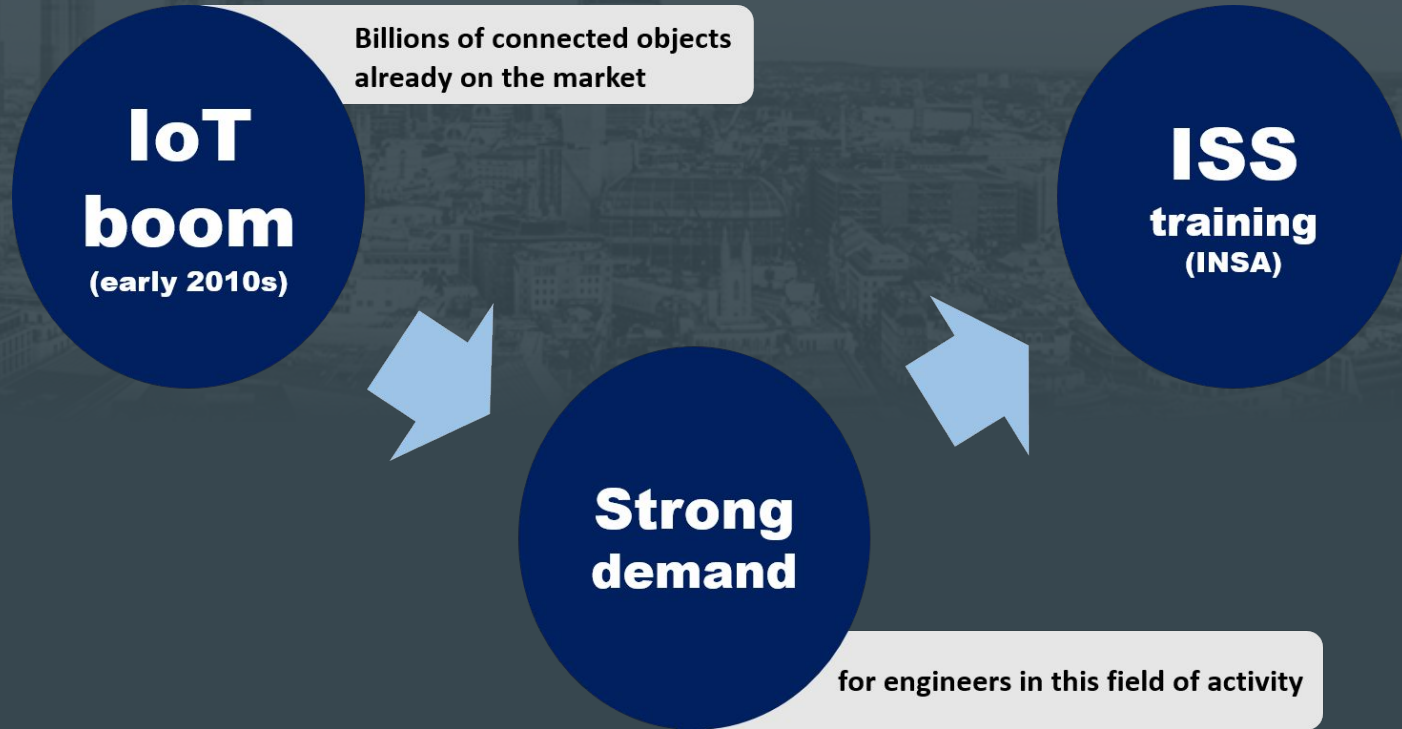 Billions of connected objects
already on the market
IoT
boom
(early 2010s)
ISS
training
(INSA)
Strong
demand
for engineers in this field of activity